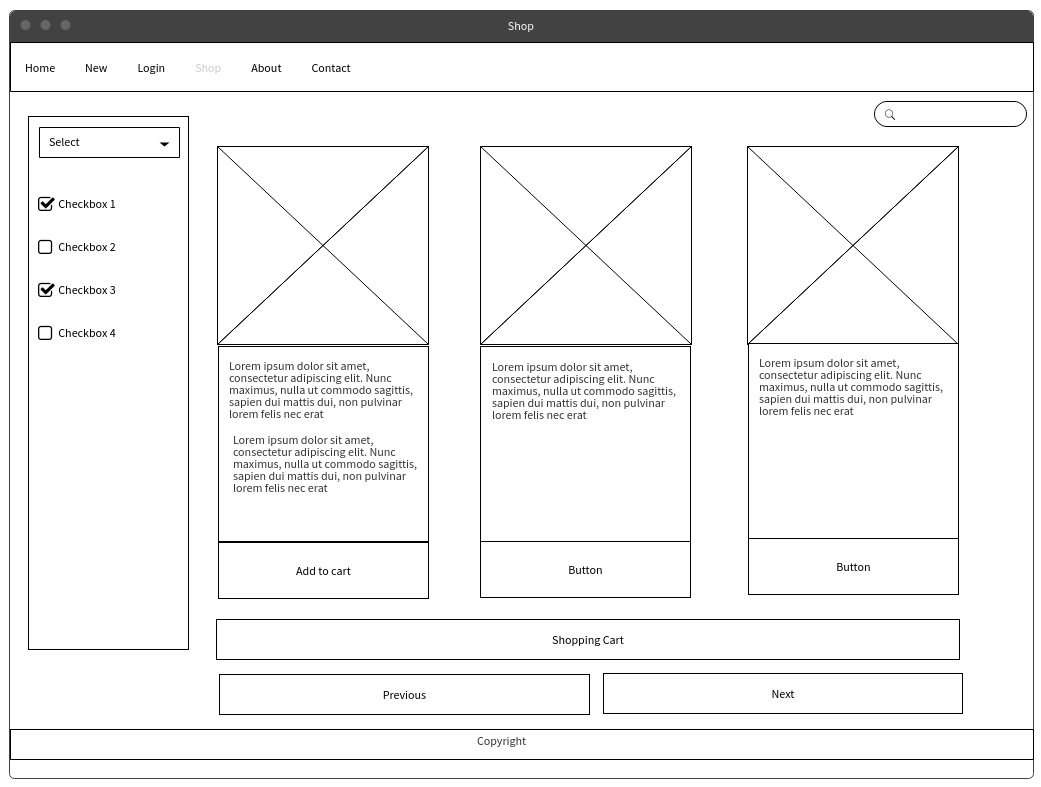 Shop
Home New Login Shop About Contact
Select
Checkbox 1
Checkbox 2
Checkbox 3
Checkbox 4
Lorem ipsum dolor sit amet,
consectetur adipiscing elit. Nunc
maximus, nulla ut commodo sagittis,
sapien dui mattis dui, non pulvinar
lorem felis nec erat
Lorem ipsum dolor sit amet,
consectetur adipiscing elit. Nunc
maximus, nulla ut commodo sagittis,
sapien dui mattis dui, non pulvinar
lorem felis nec erat
Add to cart
Lorem ipsum dolor sit amet,
consectetur adipiscing elit. Nunc
maximus, nulla ut commodo sagittis,
sapien dui mattis dui, non pulvinar
lorem felis nec erat
Button
Lorem ipsum dolor sit amet,
consectetur adipiscing elit. Nunc
maximus, nulla ut commodo sagittis,
sapien dui mattis dui, non pulvinar
lorem felis nec erat
Button
Shopping Cart
Previous
Next
Copyright